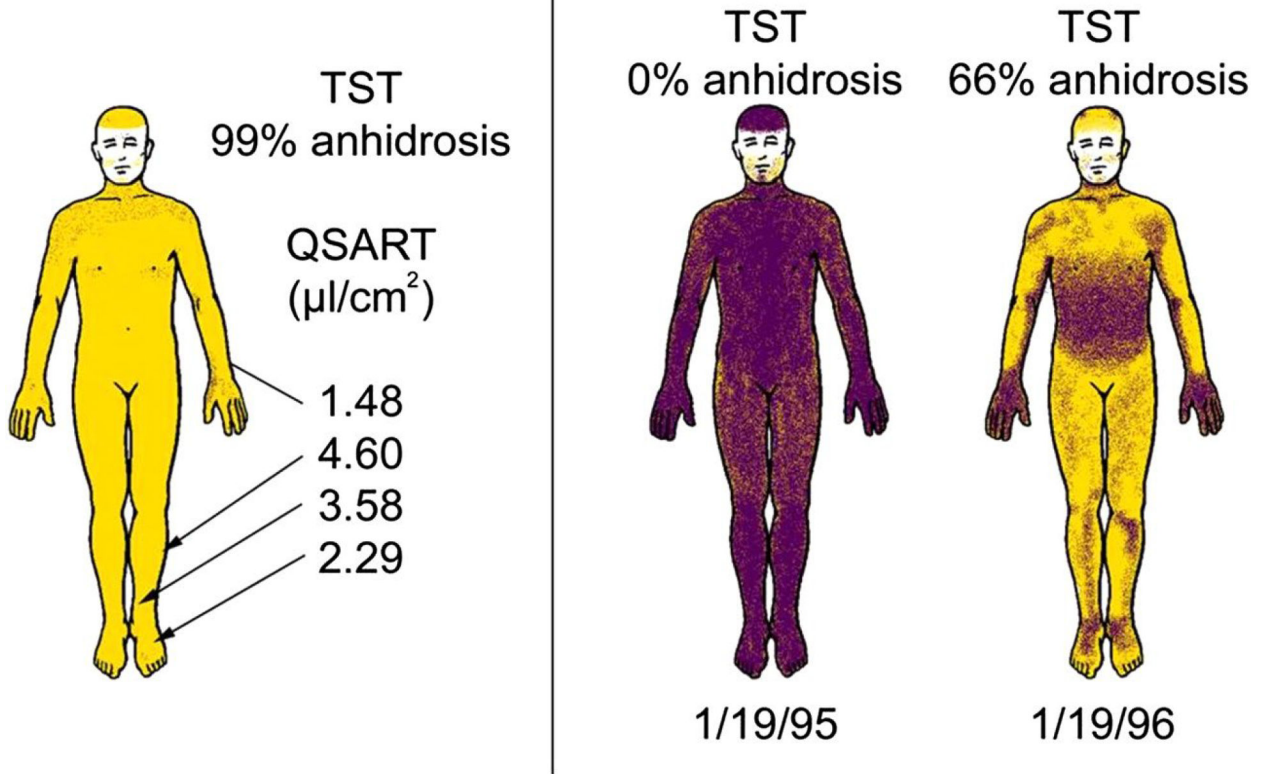 TST
99% anhidrosis
QSART
(µl/cm²)
1.48
4.60
3.58
2.29
TST
0% anhidrosis
1/19/95
TST
66% anhidrosis
1/19/96